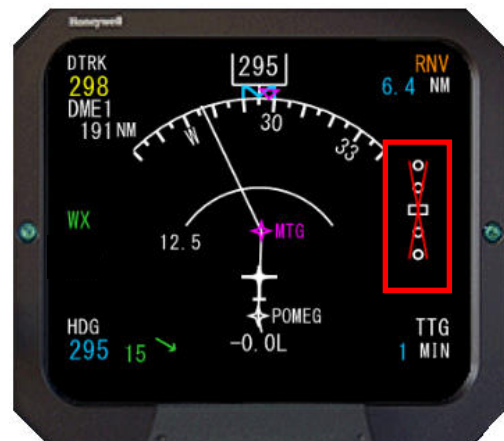 Honeywell
DTRK
298
DME1
191 NM
295
RNV
6.4 NM
W
30
33
WX
12.5
MTG
HDG
295 15
POMEG
-0.0L
TTG
1 MIN